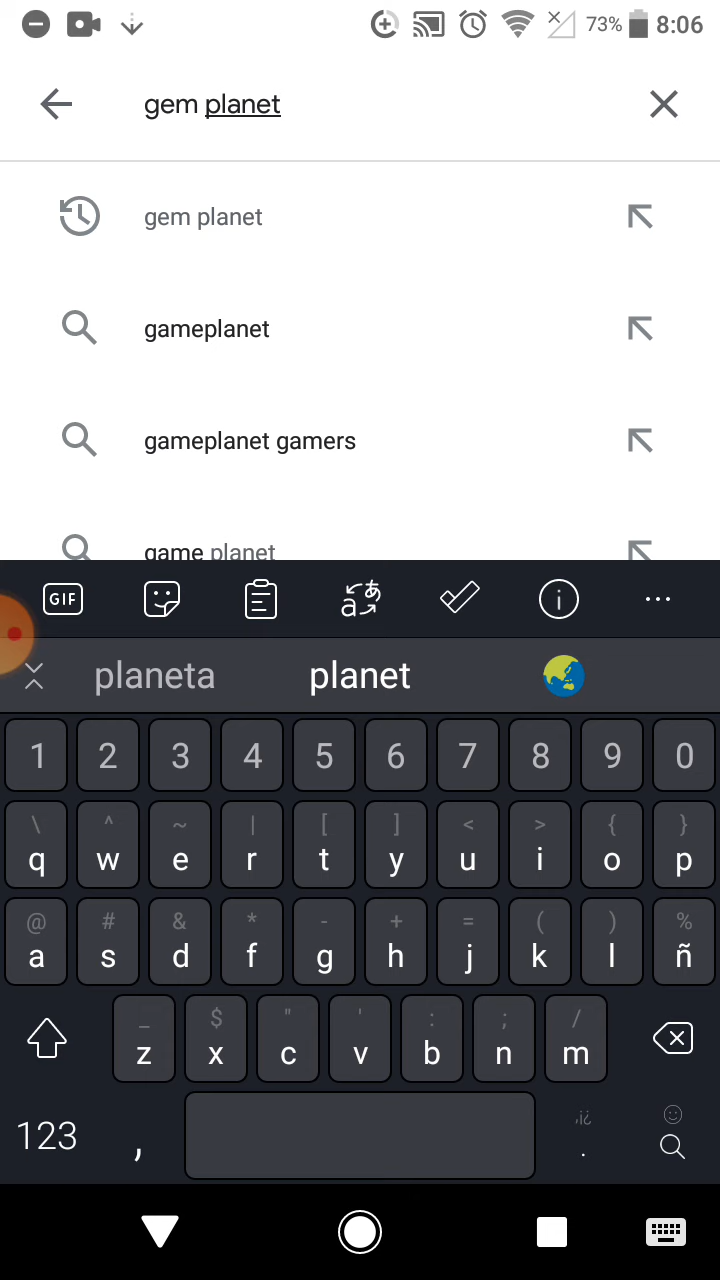 73% 8:06
gem planet
gem planet
gameplanet
gameplanet gamers
game planet
GIF
planeta planet
1 2 3 4 5 6 7 8 9 0
\ ^ ~ | [ ] < > { }
q w e r t y u i o p
@ # & * - + = ( ) %
a s d f g h j k l ñ
_ $ " ' : ; /
z x c v b n m
,¡¿
123 , .